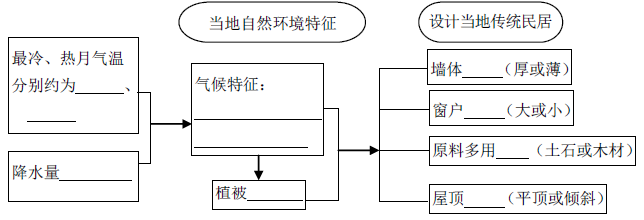 当地自然环境特征
设计当地传统民居
最冷、热月气温
分别约为______、
______
降水量_________
气候特征：
植被_______
墙体_____（厚或薄）
窗户_____（大或小）
原料多用____（土石或木材）
屋顶_____（平顶或倾斜）